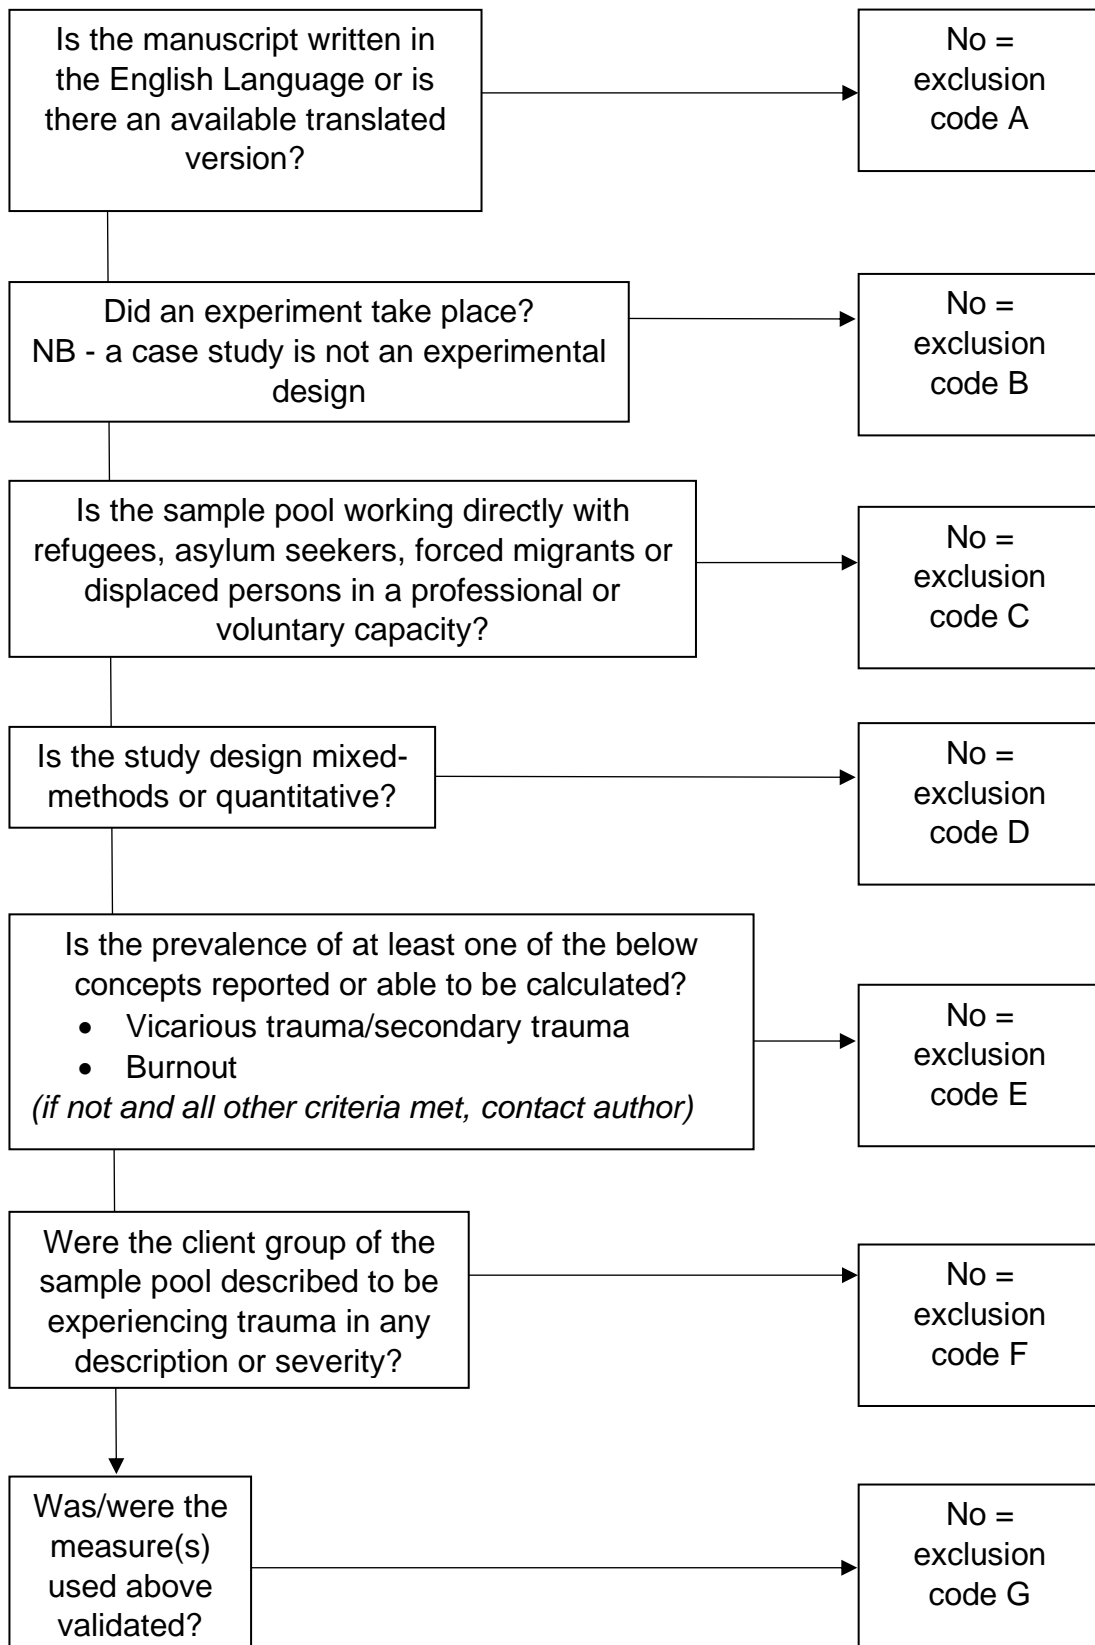 Is the manuscript written in
the English Language or is
there an available translated
version?
No =
exclusion
code A
Did an experiment take place?
NB - a case study is not an experimental
design
No =
exclusion
code B
Is the sample pool working directly with
refugees, asylum seekers, forced migrants or
displaced persons in a professional or
voluntary capacity?
No =
exclusion
code C
Is the study design mixed-
methods or quantitative?
No =
exclusion
code D
Is the prevalence of at least one of the below
concepts reported or able to be calculated?
• Vicarious trauma/secondary trauma
• Burnout
(if not and all other criteria met, contact author)
No =
exclusion
code E
Were the client group of the
sample pool described to be
experiencing trauma in any
description or severity?
No =
exclusion
code F
Was/were the
measure(s)
used above
validated?
No =
exclusion
code G